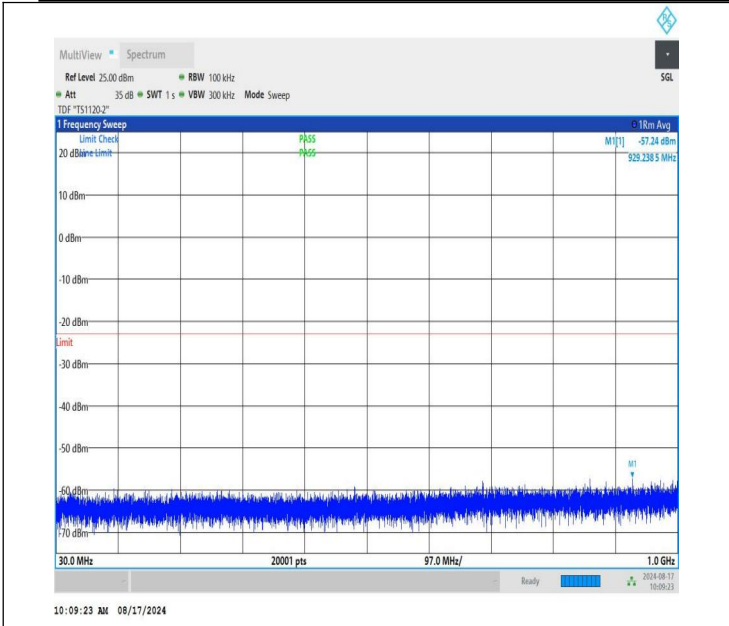 R S
MultiView Spectrum
Ref Level 25.00 dBm RBW 100 kHz SGL
Att 35 dB SWT 1 s VBW 300 kHz Mode Sweep
TDF "TS1120-2"
1 Frequency Sweep 1Rm Avg
Limit Check PASS M1[1] -57.24 dBm
20 dBm Line Limit PASS 929.238 5 MHz
10 dBm
0 dBm
-10 dBm
-20 dBm
Limit
-30 dBm
-40 dBm
-50 dBm
M1
-60 dBm
-70 dBm
30.0 MHz 20001 pts 97.0 MHz/ 1.0 GHz
Ready 2024-08-17
10:09:23
10:09:23 AM 08/17/2024